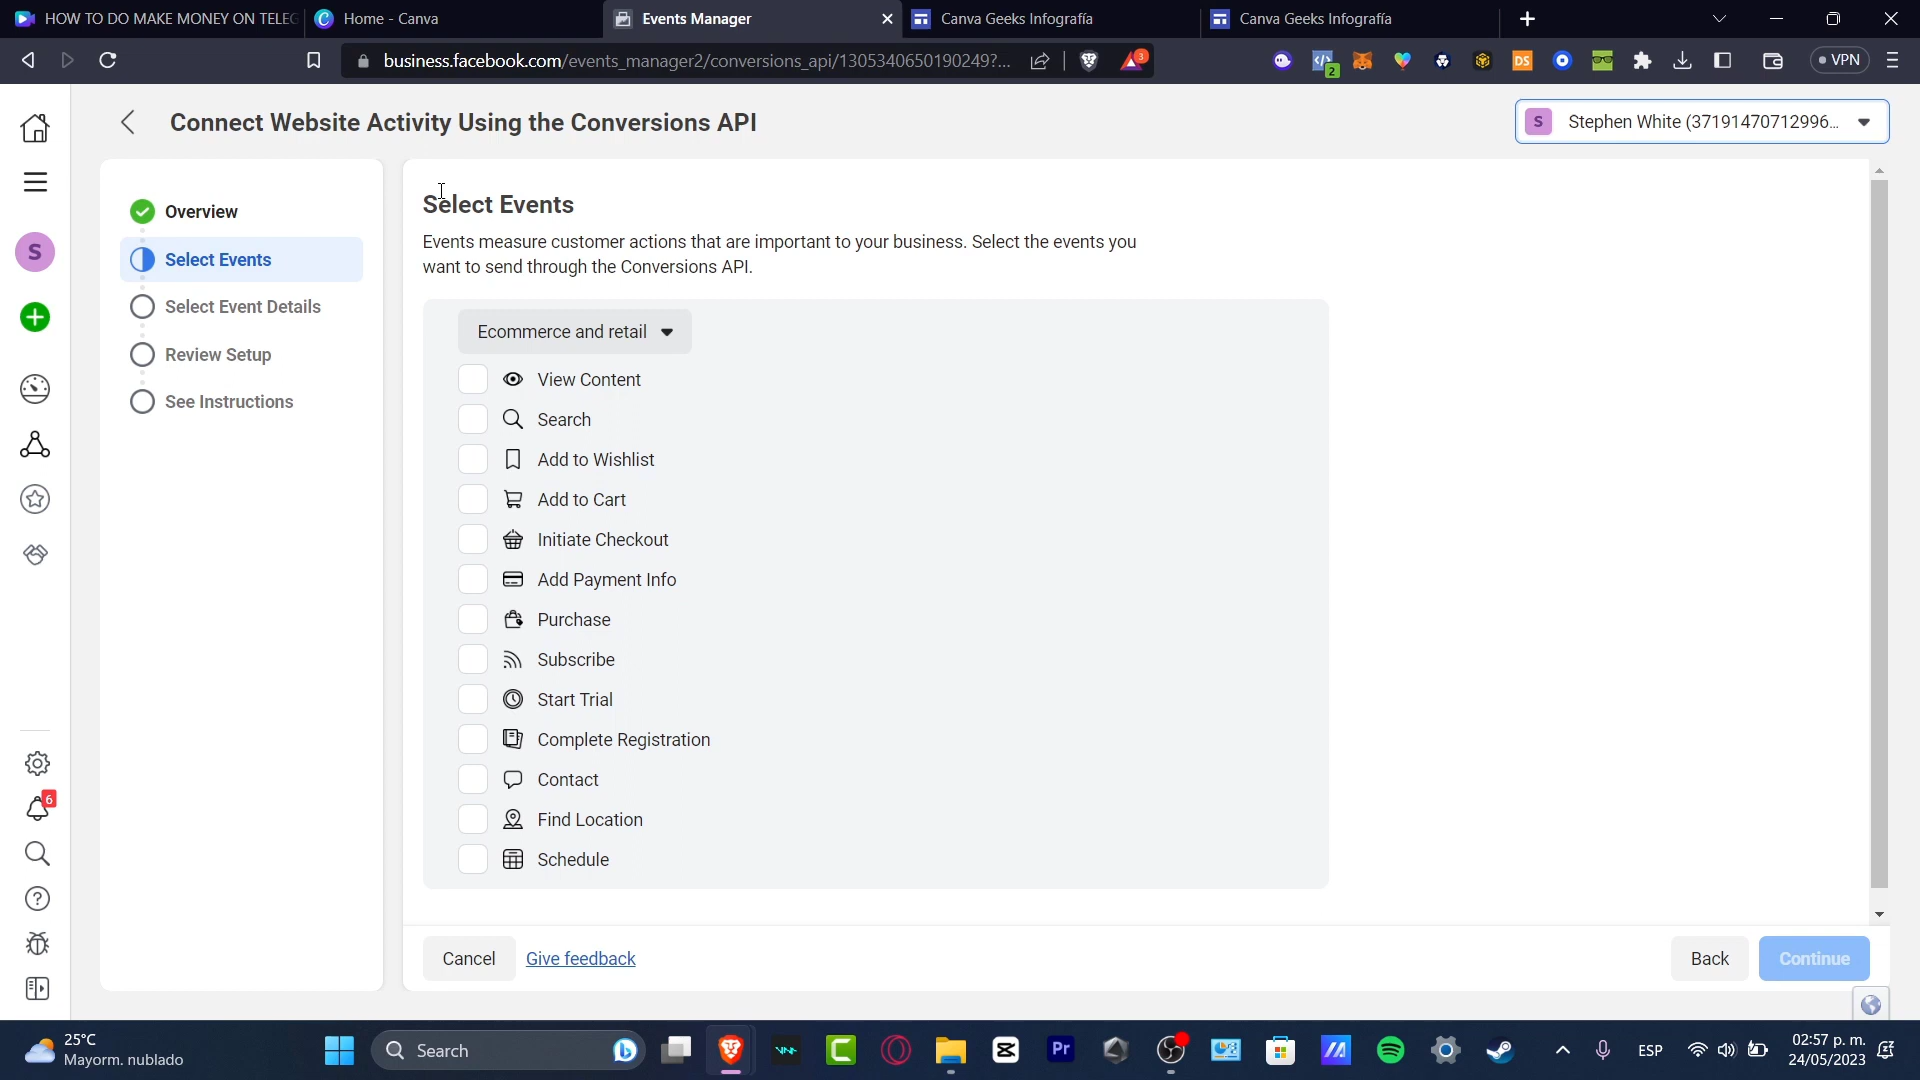 HOW TO DO MAKE MONEY ON TELEG
Home - Canva
Events Manager
Canva Geeks Infografía
Canva Geeks Infografía
business.facebook.com/events_manager2/conversions_api/1305340650190249?...
3
2
DS
VPN
Connect Website Activity Using the Conversions API
S
Stephen White (37191470712996...
Overview
Select Events
Select Event Details
Review Setup
See Instructions
S
6
Select Events
Events measure customer actions that are important to your business. Select the events you
want to send through the Conversions API.
Ecommerce and retail
View Content
Search
Add to Wishlist
Add to Cart
Initiate Checkout
Add Payment Info
Purchase
Subscribe
Start Trial
Complete Registration
Contact
Find Location
Schedule
Cancel
Give feedback
Back
Continue
25°C
Mayorm. nublado
Search
Pr
ESP
02:57 p. m.
24/05/2023